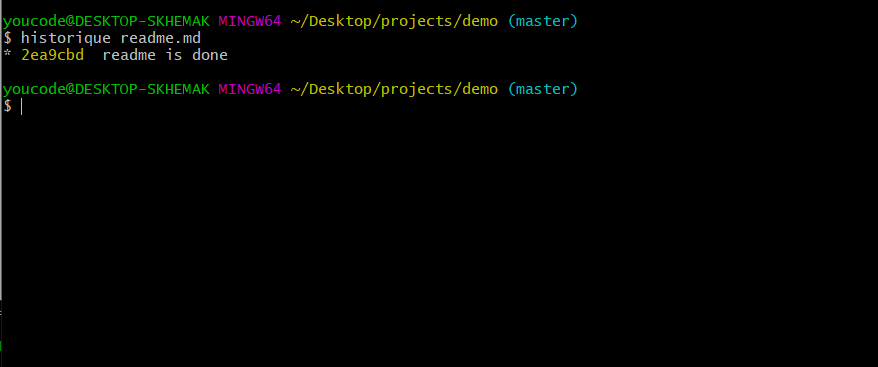 youcode@DESKTOP-SKHEMAK MINGW64 ~/Desktop/projects/demo (master)
$ historique readme.md
* 2ea9cbd  readme is done
youcode@DESKTOP-SKHEMAK MINGW64 ~/Desktop/projects/demo (master)
$